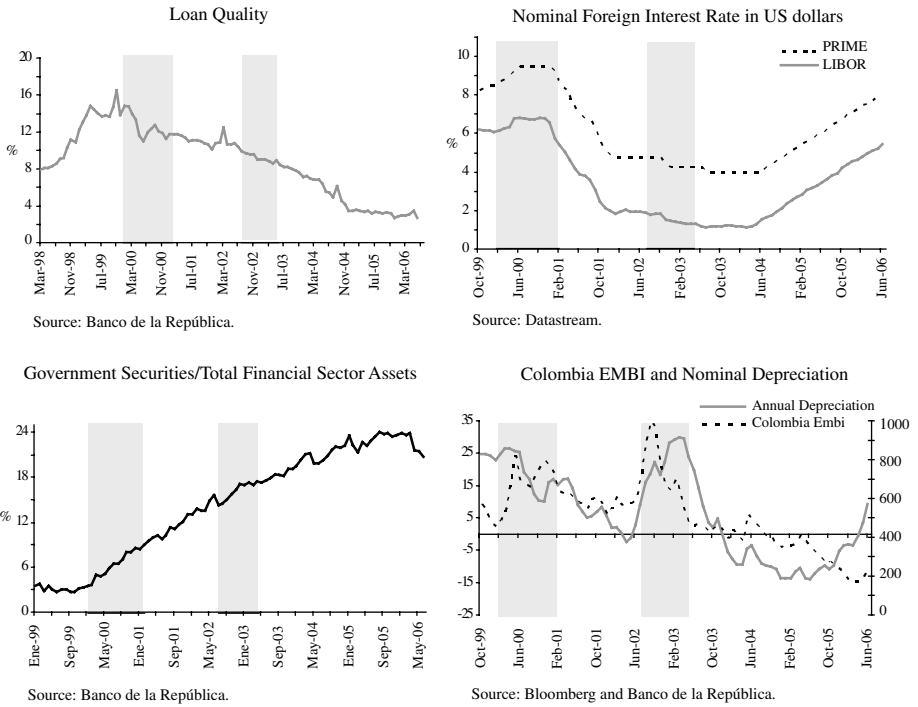 Loan Quality
20
16
12
%
8
4
0
Mar-98
Nov-98
Jul-99
Mar-00
Nov-00
Jul-01
Mar-02
Nov-02
Jul-03
Mar-04
Nov-04
Jul-05
Mar-06
Source: Banco de la República.
Nominal Foreign Interest Rate in US dollars
PRIME
LIBOR
10
8
6
%
4
2
0
Oct-99
Jun-00
Feb-01
Oct-01
Jun-02
Feb-03
Oct-03
Jun-04
Feb-05
Oct-05
Jun-06
Source: Datastream.
Government Securities/Total Financial Sector Assets
24
18
%
12
6
0
Ene-99
Sep-99
May-00
Ene-01
Sep-01
May-02
Ene-03
Sep-03
May-04
Ene-05
Sep-05
May-06
Source: Banco de la República.
Colombia EMBI and Nominal Depreciation
Annual Depreciation
Colombia Embi
35
25
15
5
-5
-15
-25
1000
800
600
400
200
0
Oct-99
Jun-00
Feb-01
Oct-01
Jun-02
Feb-03
Oct-03
Jun-04
Feb-05
Oct-05
Jun-06
Source: Bloomberg and Banco de la República.